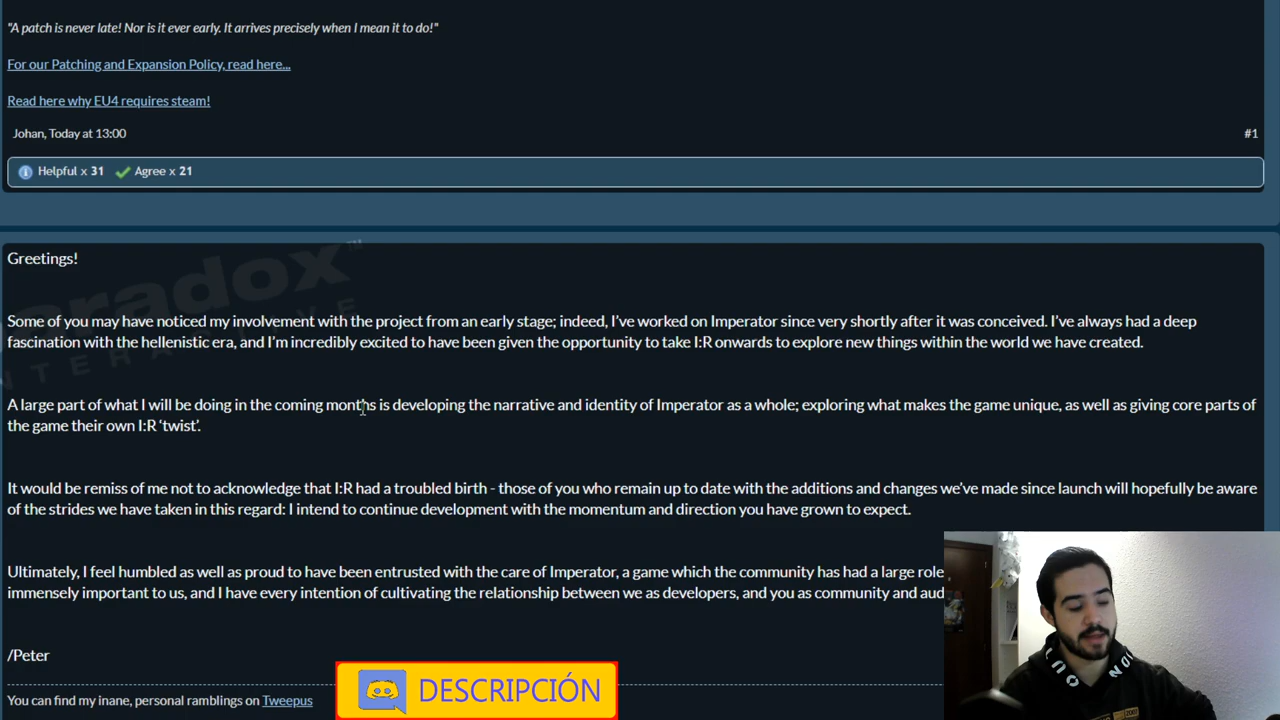 "A patch is never late! Nor is it ever early. It arrives precisely when I mean it to do!"
For our Patching and Expansion Policy, read here...
Read here why EU4 requires steam!
Johan, Today at 13:00
#1
Helpful x 31 Agree x 21
Greetings!
Some of you may have noticed my involvement with the project from an early stage; indeed, I've worked on Imperator since very shortly after it was conceived. I've always had a deep
fascination with the hellenistic era, and I'm incredibly excited to have been given the opportunity to take I:R onwards to explore new things within the world we have created.
A large part of what I will be doing in the coming months is developing the narrative and identity of Imperator as a whole; exploring what makes the game unique, as well as giving core parts of
the game their own I:R 'twist'.
It would be remiss of me not to acknowledge that I:R had a troubled birth - those of you who remain up to date with the additions and changes we've made since launch will hopefully be aware
of the strides we have taken in this regard: I intend to continue development with the momentum and direction you have grown to expect.
Ultimately, I feel humbled as well as proud to have been entrusted with the care of Imperator, a game which the community has had a large role
immensely important to us, and I have every intention of cultivating the relationship between we as developers, and you as community and aud
/Peter
DESCRIPCIÓN
You can find my inane, personal ramblings on Tweepus